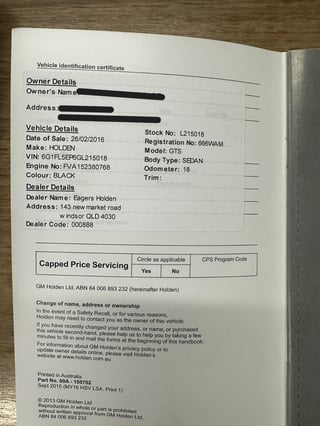 Vehicle identification certificate
Owner Details
Owner's Name
Address:
Vehicle Details
Date of Sale: 26/02/2016
Stock No: L215018
Make: HOLDEN
Registration No: 666WAM
VIN: 6G1FL5EP6GL215018
Model: GTS
Engine No: FVA152380768
Body Type: SEDAN
Colour: BLACK
Odometer: 18
Trim:
Dealer Details
Dealer Name: Eagers Holden
Address: 143 new market road
windsor QLD 4030
Dealer Code: 000888
Capped Price Servicing
Circle as applicable
Yes No
CPS Program Code
GM Holden Ltd, ABN 84 006 893 232 (hereinafter Holden)
Change of name, address or ownership
In the event of a Safety Recall, or for various reasons,
Holden may need to contact you as the owner of this vehicle.
If you have recently changed your address, or name, or purchased
this vehicle second-hand, please help us to help you by taking a few
minutes to fill in and mail the forms at the beginning of this handbook.
For information about GM Holden's privacy policy or to
update owner details online, please visit Holden's
website at www.holden.com.au
Printed in Australia
Part No. 00A - 150702
Sept 2015 (MY16 HSV LSA. Print 1)
© 2013 GM Holden Ltd
Reproduction in whole or part is prohibited
without written approval from GM Holden Ltd,
ABN 84 006 893 232